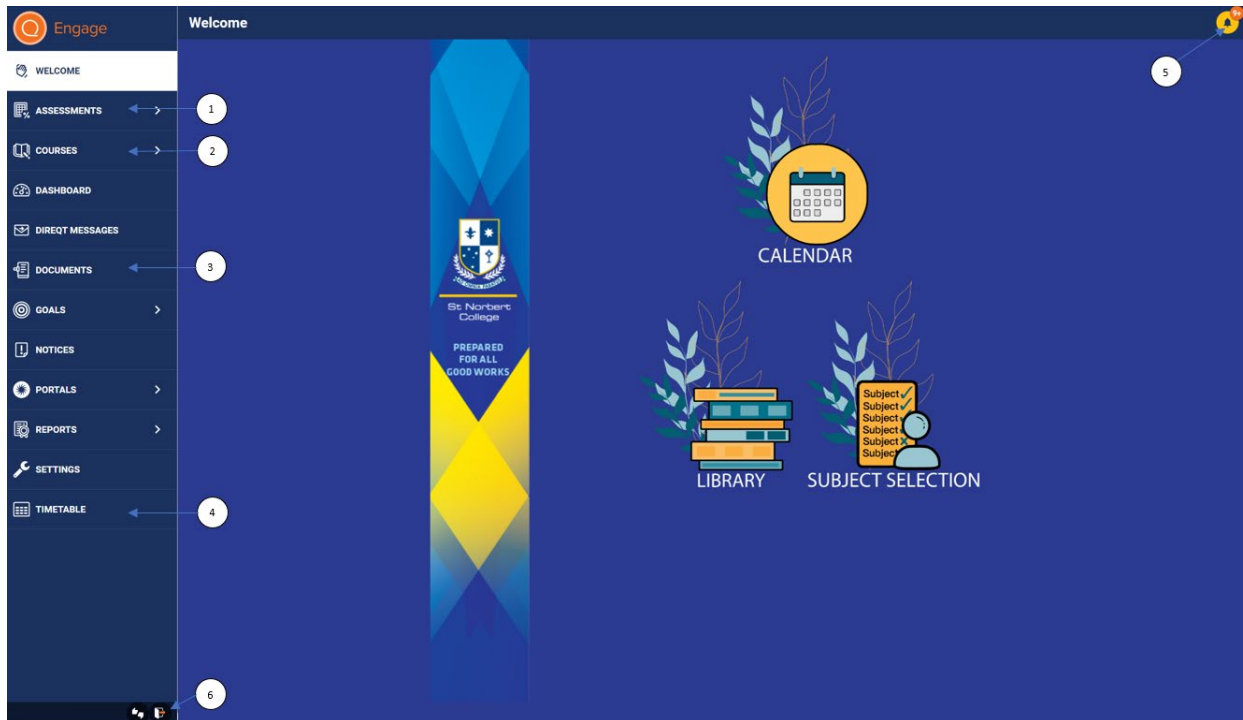 Engage
Welcome
9+
WELCOME
ASSESSMENTS
1
COURSES
2
DASHBOARD
DIREQT MESSAGES
DOCUMENTS
3
GOALS
NOTICES
PORTALS
REPORTS
SETTINGS
TIMETABLE
4
5
6
St Norbert
College
PREPARED
FOR ALL
GOOD WORKS
CALENDAR
LIBRARY
Subject
Subject
Subject
Subject
Subject
Subject
SUBJECT SELECTION